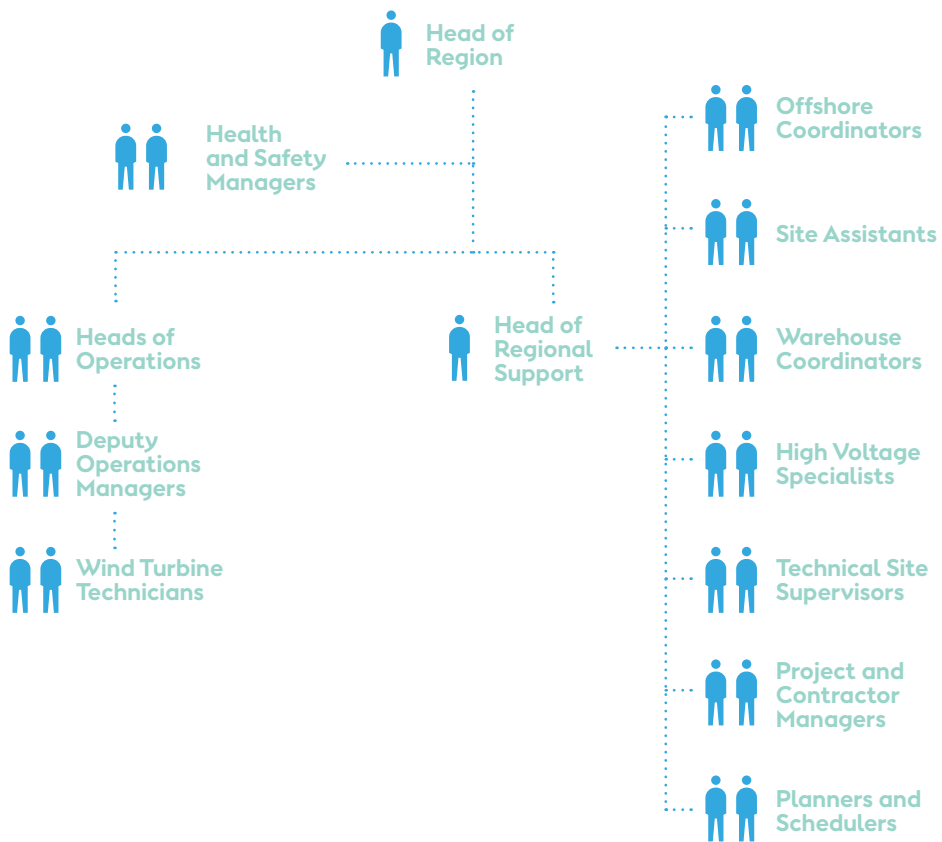 Head of
Region
Health
and Safety
Managers
Heads of
Operations
Deputy
Operations
Managers
Wind Turbine
Technicians
Head of
Regional
Support
Offshore
Coordinators
Site Assistants
Warehouse
Coordinators
High Voltage
Specialists
Technical Site
Supervisors
Project and
Contractor
Managers
Planners and
Schedulers